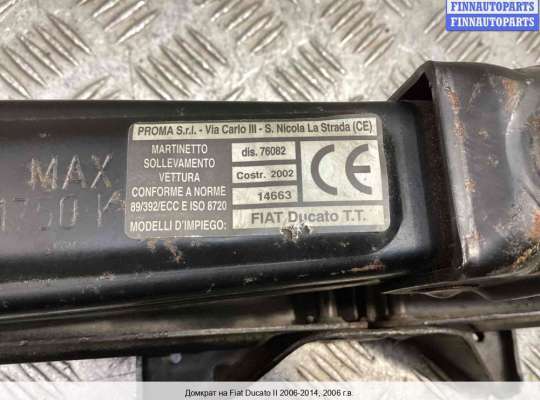 FINNAUTOPARTS
FINNAUTOPARTS
PROMA S.r.l. - Via Carlo III - S. Nicola La Strada (CE)
MARTINETTO
SOLLEVAMENTO
VETTURA
CONFORME A NORME
89/392/ECC E ISO 8720
MODELLI D'IMPIEGO:
dis. 76082
Costr. 2002
14663
FIAT Ducato T.T.
CE
MAX
1750 K
Домкрат на Fiat Ducato II 2006-2014, 2006 г.в.